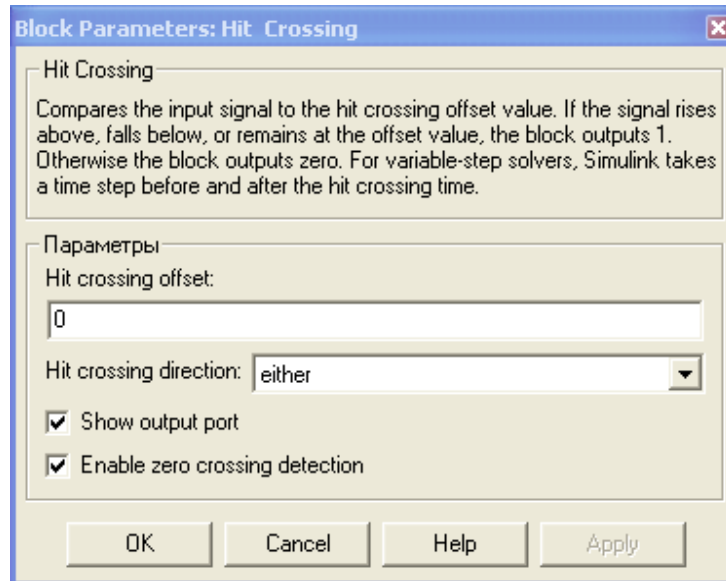 Block Parameters: Hit Crossing
Hit Crossing
Compares the input signal to the hit crossing offset value. If the signal rises
above, falls below, or remains at the offset value, the block outputs 1.
Otherwise the block outputs zero. For variable-step solvers, Simulink takes
a time step before and after the hit crossing time.
Параметры
Hit crossing offset:
0
Hit crossing direction: either
Show output port
Enable zero crossing detection
OK Cancel Help Apply